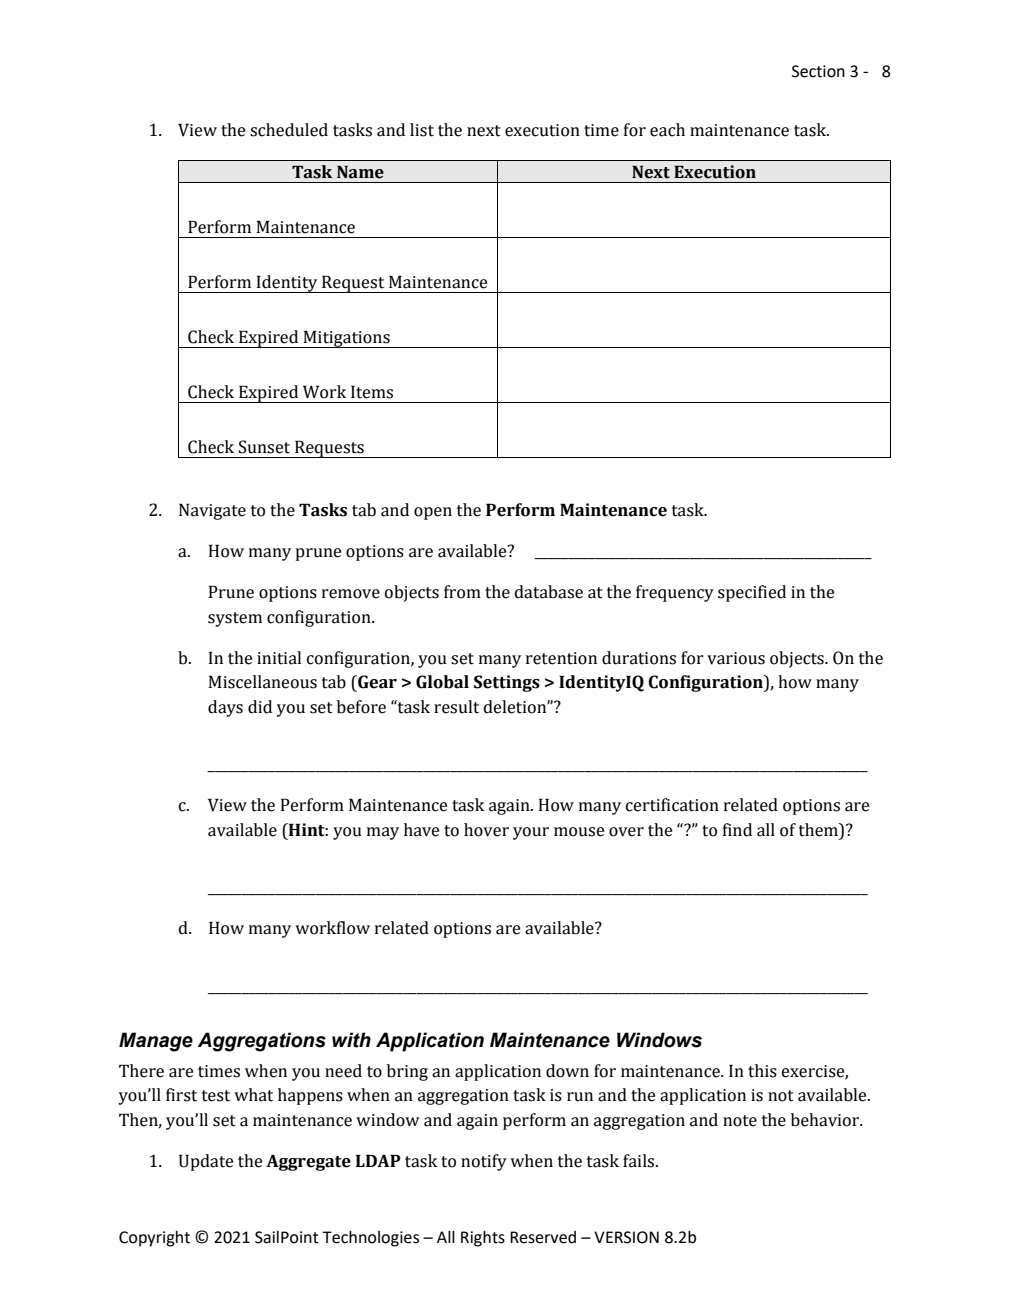 Section 3 - 8
1. View the scheduled tasks and list the next execution time for each maintenance task.
Task Name Next Execution
Perform Maintenance
Perform Identity Request Maintenance
Check Expired Mitigations
Check Expired Work Items
Check Sunset Requests
2. Navigate to the Tasks tab and open the Perform Maintenance task.
a. How many prune options are available? ________________________________________
Prune options remove objects from the database at the frequency specified in the
system configuration.
b. In the initial configuration, you set many retention durations for various objects. On the
Miscellaneous tab (Gear > Global Settings > IdentityIQ Configuration), how many
days did you set before “task result deletion”?
______________________________________________________________________________
c. View the Perform Maintenance task again. How many certification related options are
available (Hint: you may have to hover your mouse over the “?” to find all of them)?
______________________________________________________________________________
d. How many workflow related options are available?
______________________________________________________________________________
Manage Aggregations with Application Maintenance Windows
There are times when you need to bring an application down for maintenance. In this exercise,
you’ll first test what happens when an aggregation task is run and the application is not available.
Then, you’ll set a maintenance window and again perform an aggregation and note the behavior.
1. Update the Aggregate LDAP task to notify when the task fails.
Copyright © 2021 SailPoint Technologies – All Rights Reserved – VERSION 8.2b